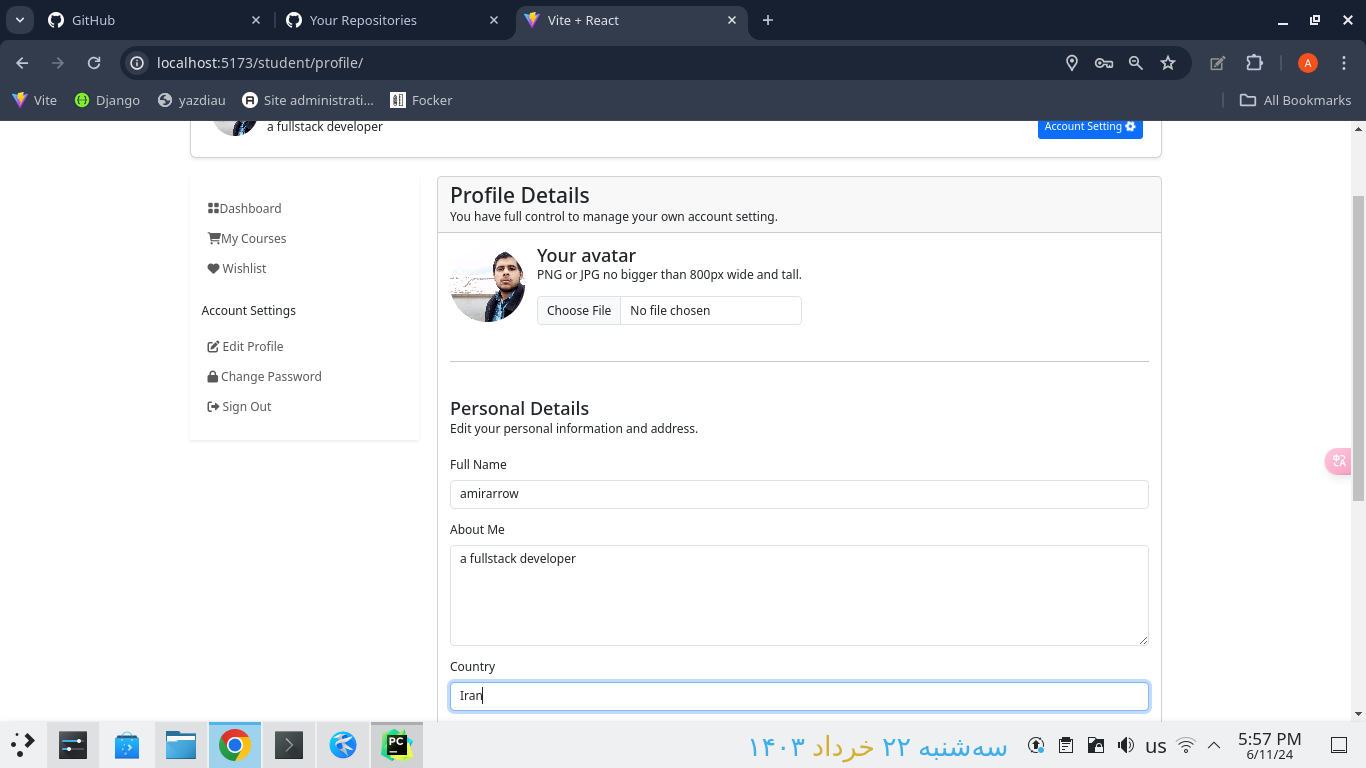 GitHub
Your Repositories
Vite + React
localhost:5173/student/profile/
A
Vite
Django
yazdiau
Site administrati...
Focker
All Bookmarks
a fullstack developer
Account Setting
Dashboard
My Courses
Wishlist
Account Settings
Edit Profile
Change Password
Sign Out
Profile Details
You have full control to manage your own account setting.
Your avatar
PNG or JPG no bigger than 800px wide and tall.
Choose File No file chosen
Personal Details
Edit your personal information and address.
Full Name
amirarrow
About Me
a fullstack developer
Country
Iran
PC
سه‌شنبه ۲۲ خرداد ۱۴۰۳
us
5:57 PM
6/11/24